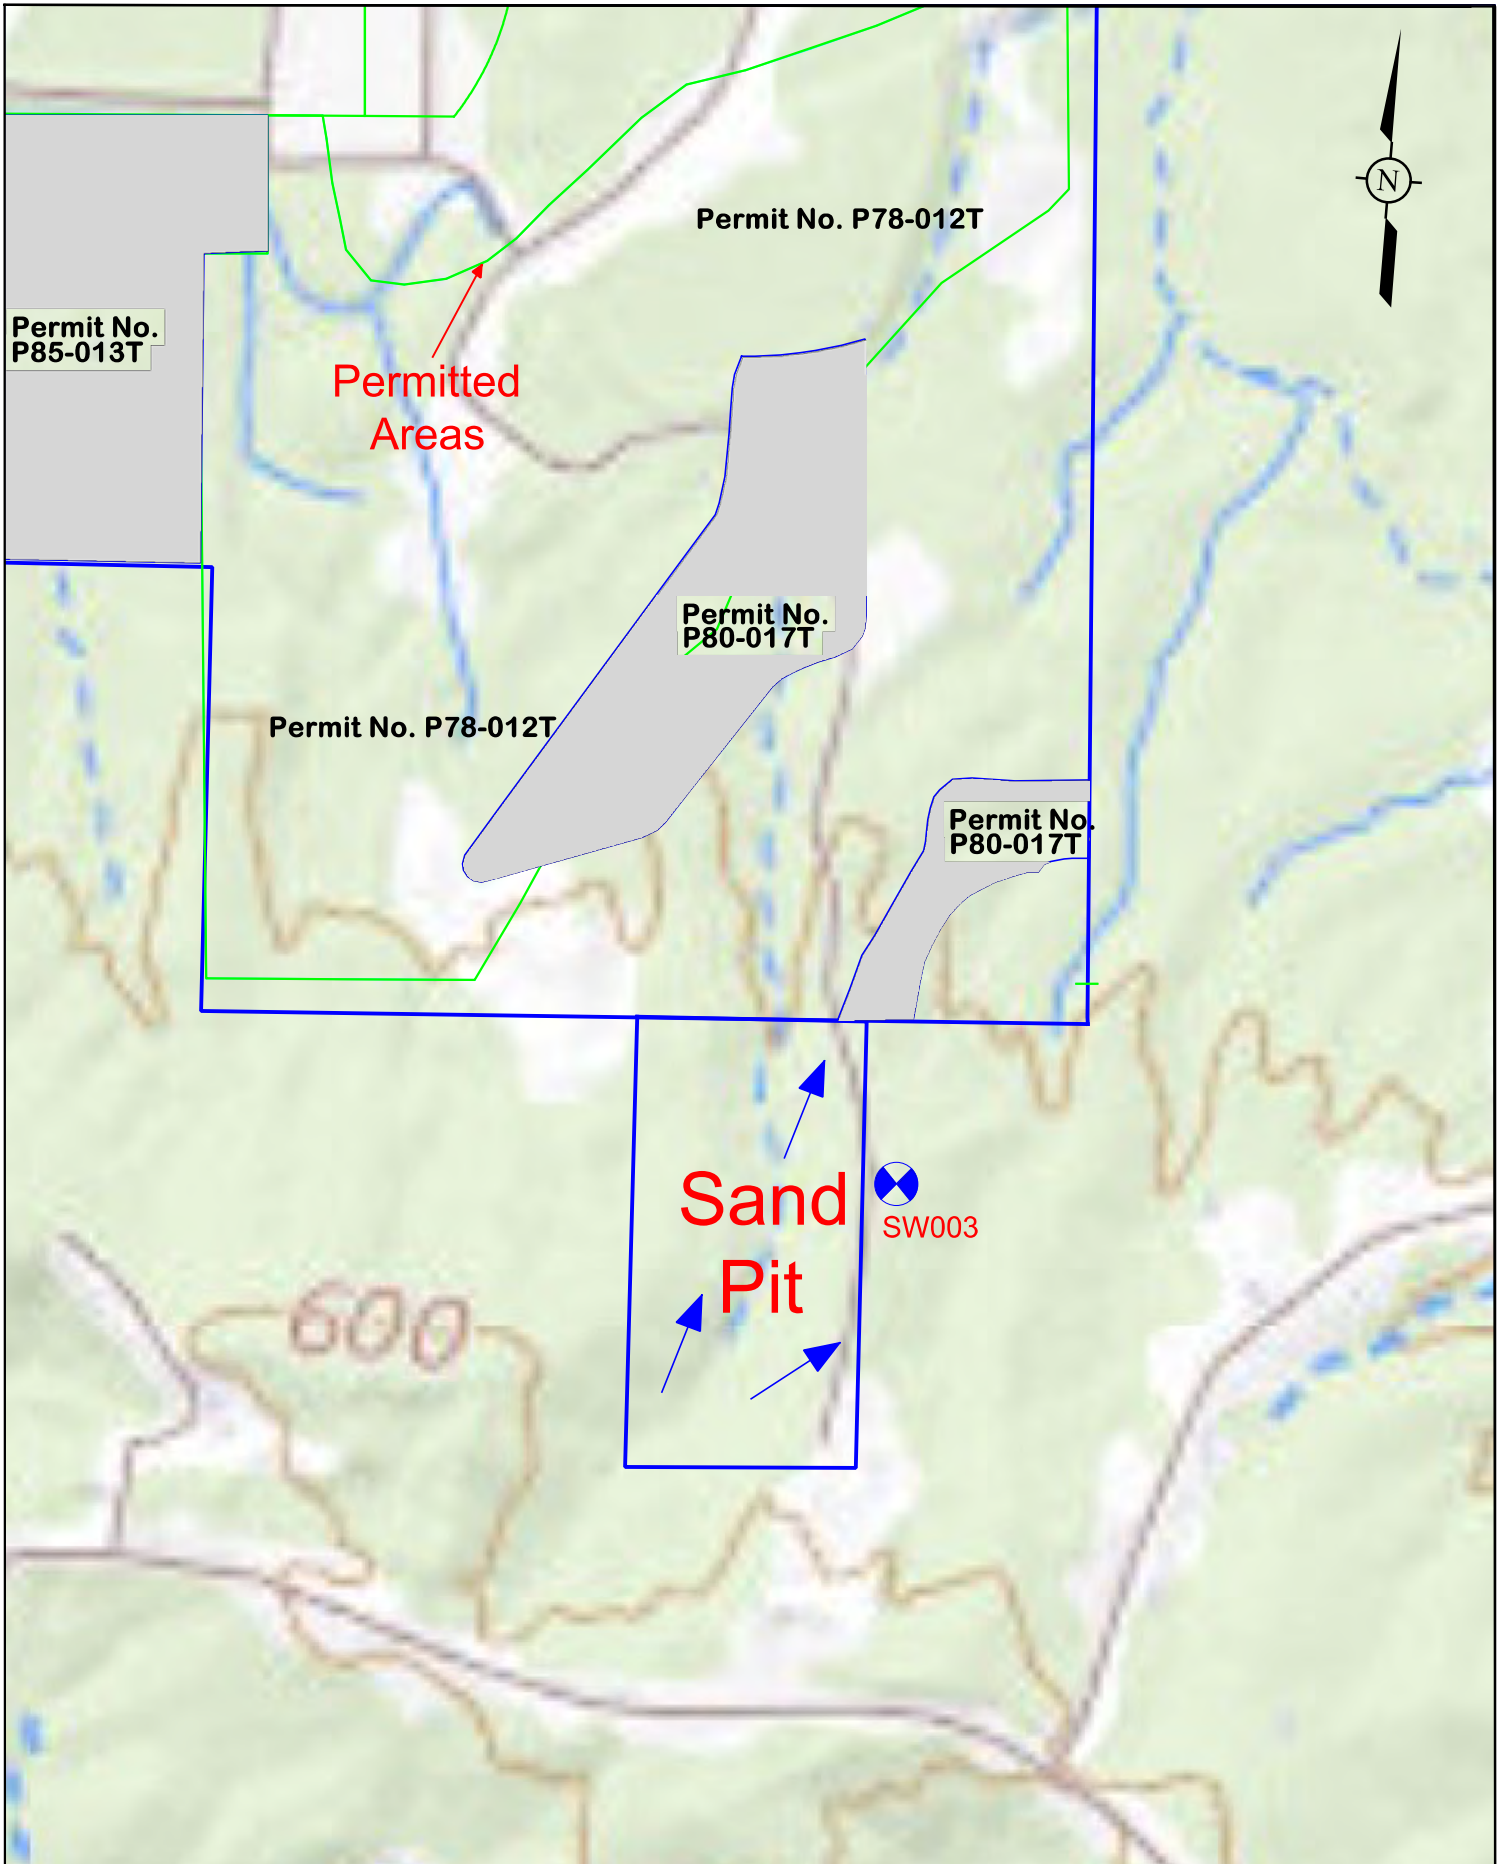 N
Permit No. P78-012T
Permit No.
P85-013T
Permitted
Areas
Permit No.
P80-017T
Permit No. P78-012T
Permit No.
P80-017T
Sand
Pit
SW003
600